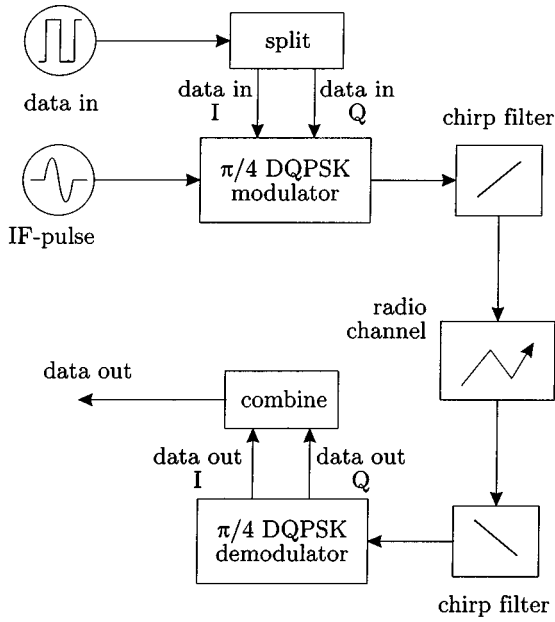 split
data in
data in
I
data in
Q
chirp filter
π/4 DQPSK
modulator
IF-pulse
radio
channel
data out
combine
data out
I
data out
Q
π/4 DQPSK
demodulator
chirp filter